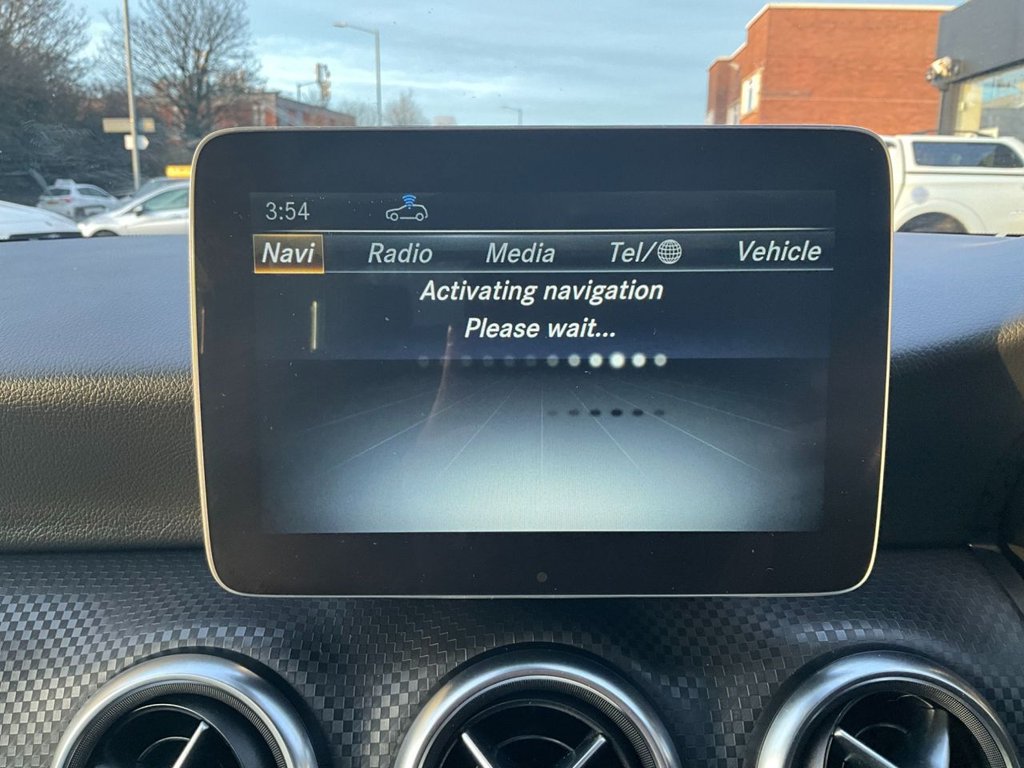 3:54
Navi Radio Media Tel/ Vehicle
Activating navigation
Please wait...